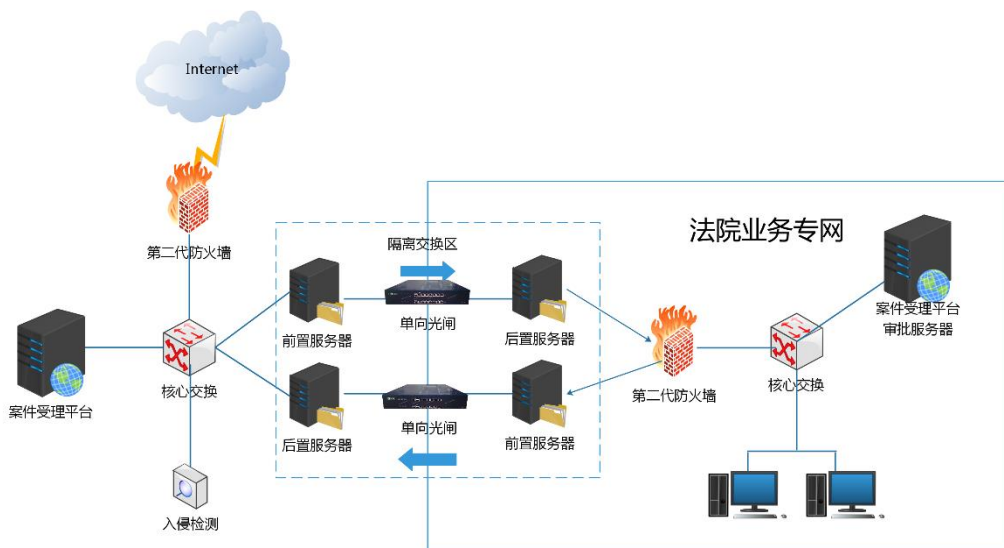 Internet
第二代防火墙
隔离交换区
法院业务专网
前置服务器
单向光闸
后置服务器
案件受理平台
审批服务器
案件受理平台
核心交换
第二代防火墙
核心交换
后置服务器
单向光闸
前置服务器
入侵检测